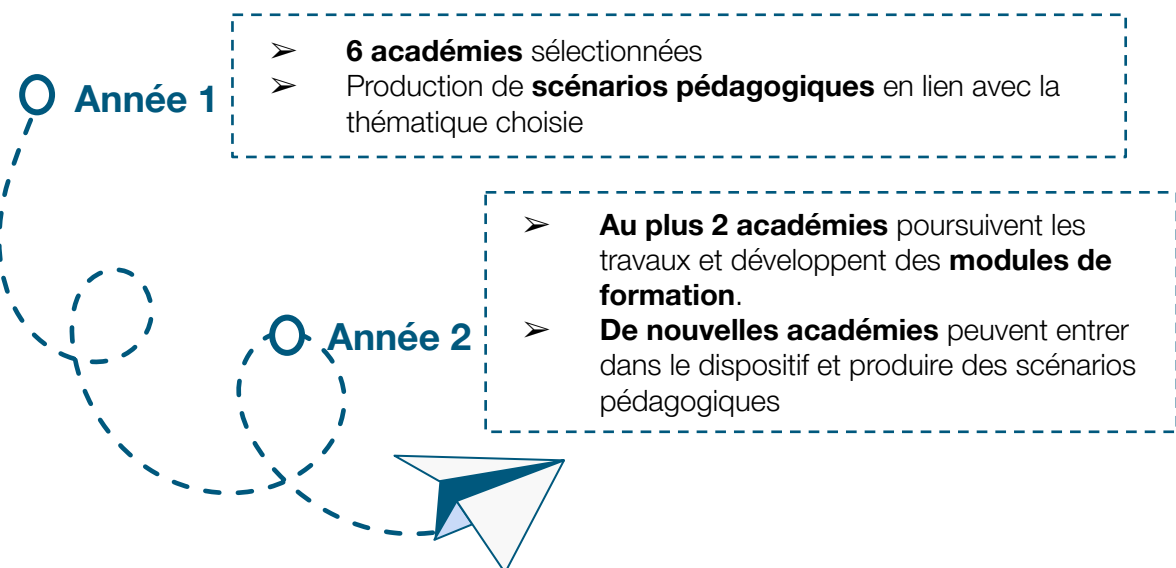 Année 1
➢ 6 académies sélectionnées
➢ Production de scénarios pédagogiques en lien avec la
thématique choisie
Année 2
➢ Au plus 2 académies poursuivent les
travaux et développent des modules de
formation.
➢ De nouvelles académies peuvent entrer
dans le dispositif et produire des scénarios
pédagogiques